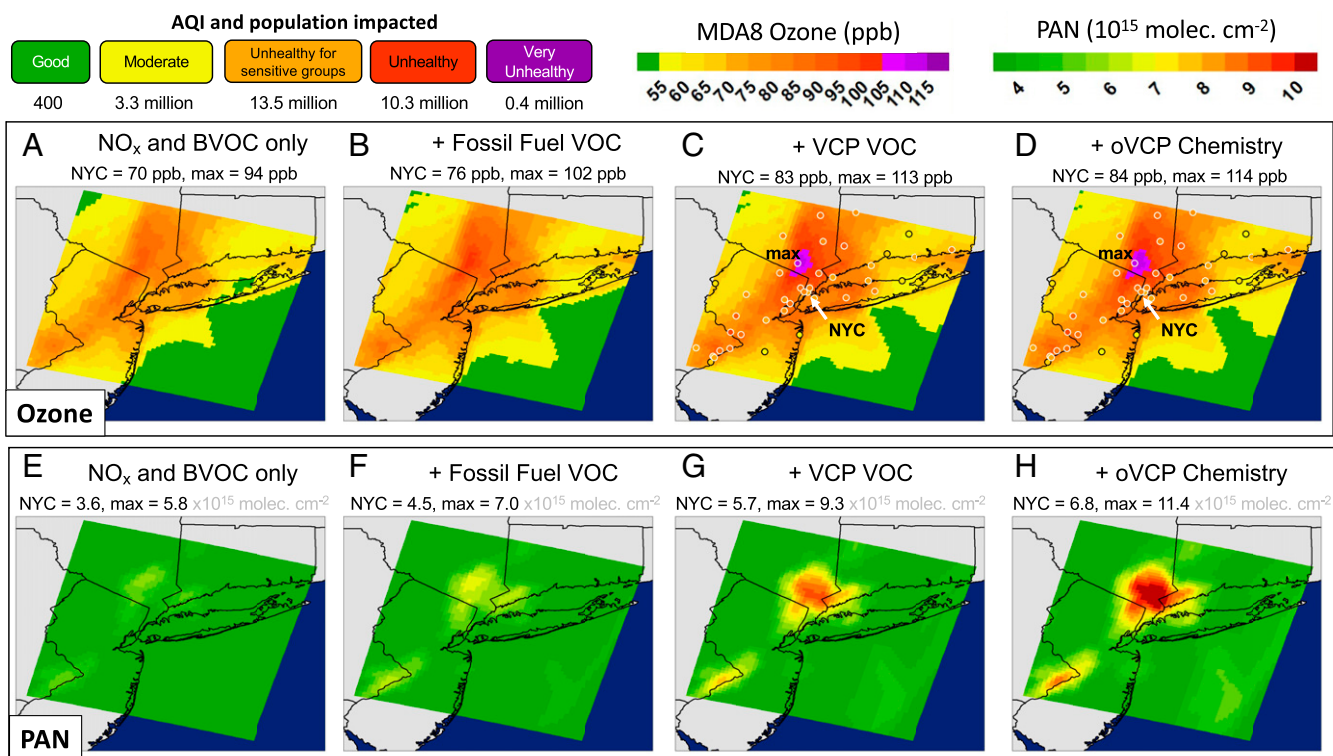 AQI and population impacted
Good
Moderate
Unhealthy for
sensitive groups
Unhealthy
Very
Unhealthy
400
3.3 million
13.5 million
10.3 million
0.4 million
MDA8 Ozone (ppb)
55 60 65 70 75 80 85 90 95 100 105 110 115
PAN (10¹⁵ molec. cm⁻²)
4 5 6 7 8 9 10
A NOₓ and BVOC only
NYC = 70 ppb, max = 94 ppb
B + Fossil Fuel VOC
NYC = 76 ppb, max = 102 ppb
C + VCP VOC
NYC = 83 ppb, max = 113 ppb
max
NYC
D + oVCP Chemistry
NYC = 84 ppb, max = 114 ppb
max
NYC
Ozone
E NOₓ and BVOC only
NYC = 3.6, max = 5.8 x10¹⁵ molec. cm⁻²
F + Fossil Fuel VOC
NYC = 4.5, max = 7.0 x10¹⁵ molec. cm⁻²
G + VCP VOC
NYC = 5.7, max = 9.3 x10¹⁵ molec. cm⁻²
H + oVCP Chemistry
NYC = 6.8, max = 11.4 x10¹⁵ molec. cm⁻²
PAN